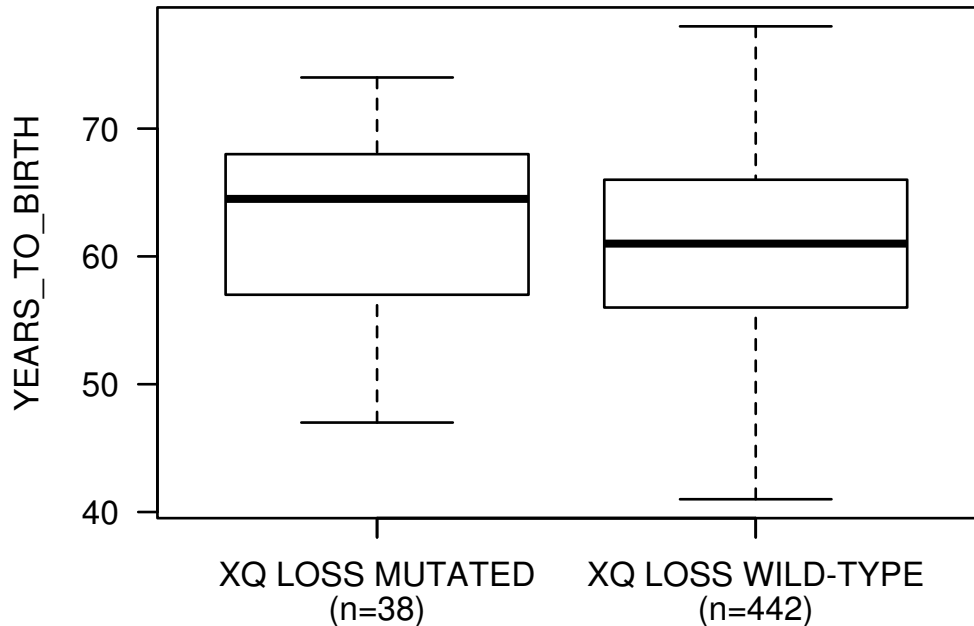 YEARS_TO_BIRTH
70
60
50
40
XQ LOSS MUTATED
(n=38)
XQ LOSS WILD-TYPE
(n=442)